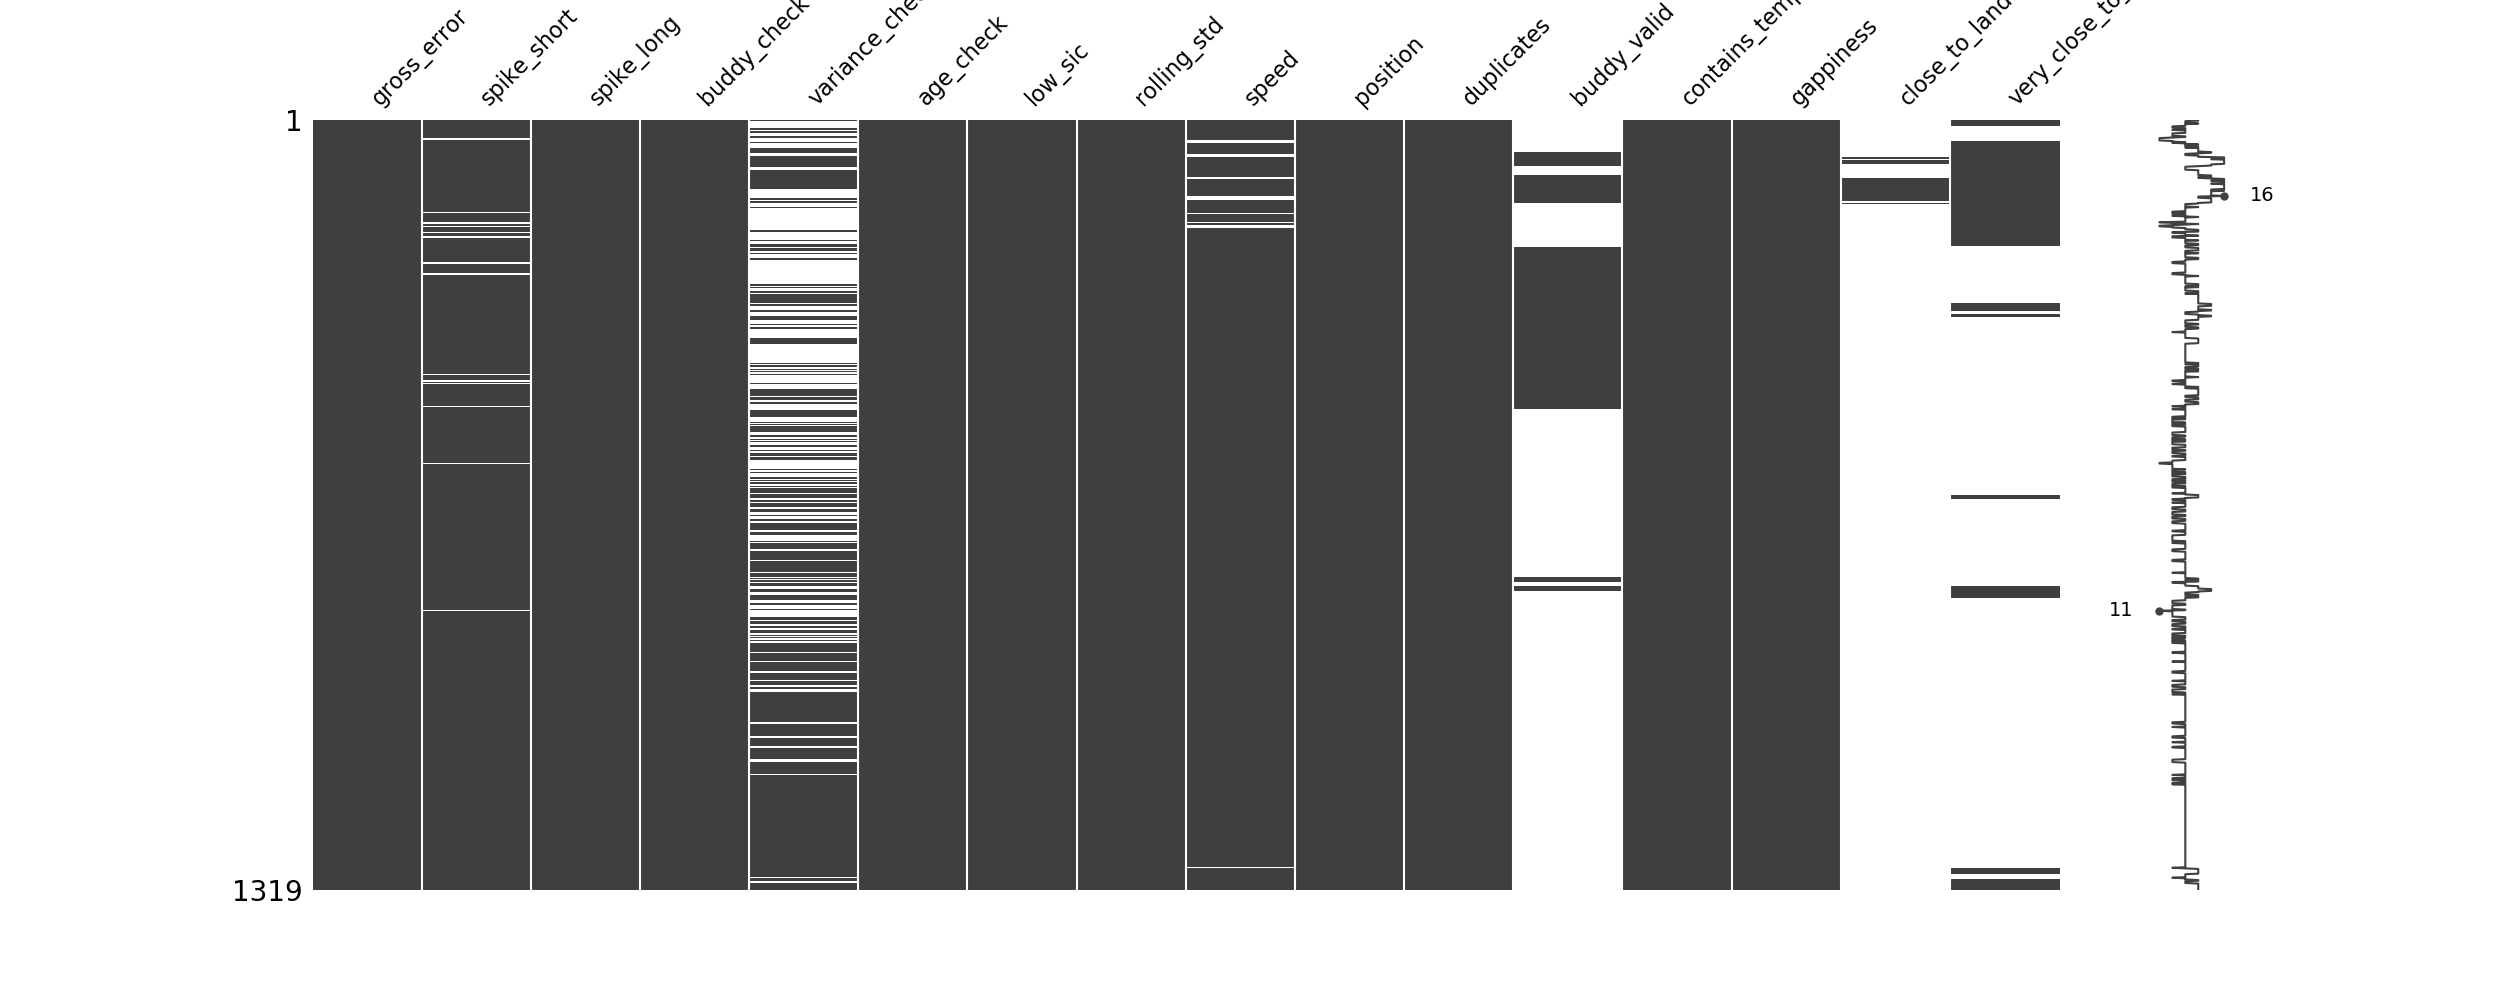 gross_error
spike_short
spike_long
buddy_check
variance_che
age_check
low_sic
rolling_std
speed
position
duplicates
buddy_valid
contains_temp
gappiness
close_to_land
very_close_to_
1
16
11
1319